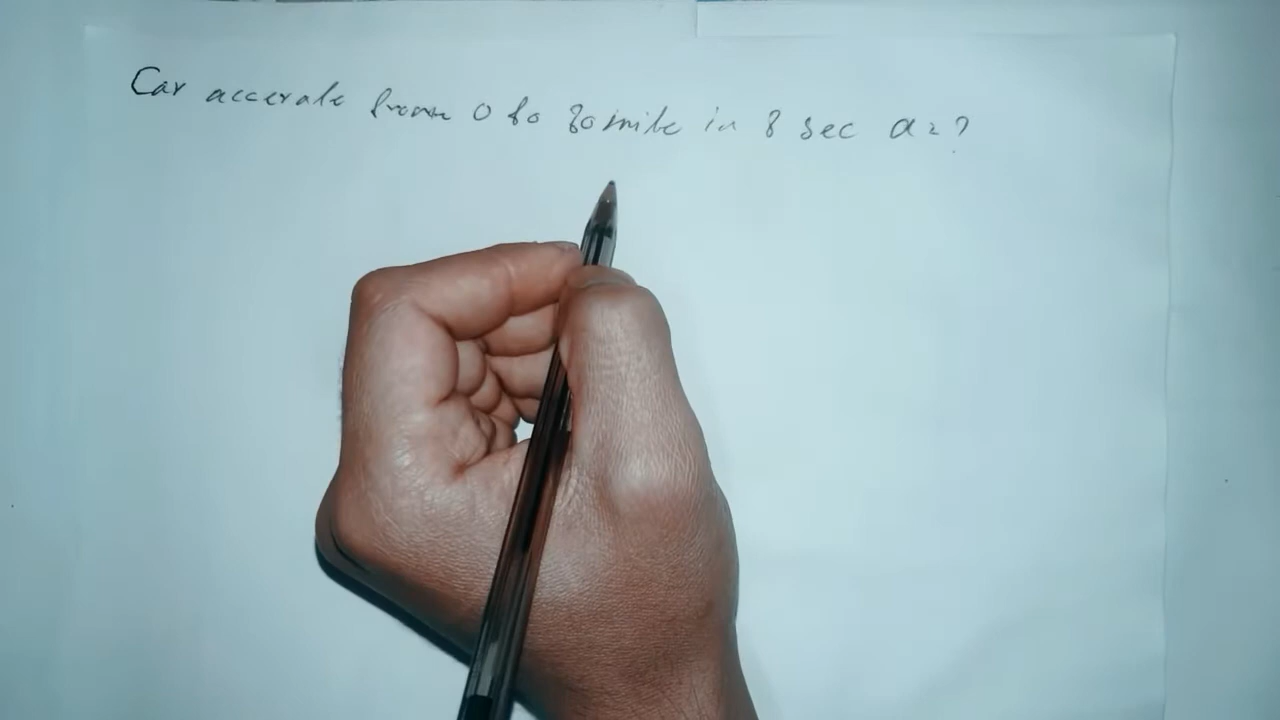 Car accerate from 0 to 80 mile in 8 sec a = ?